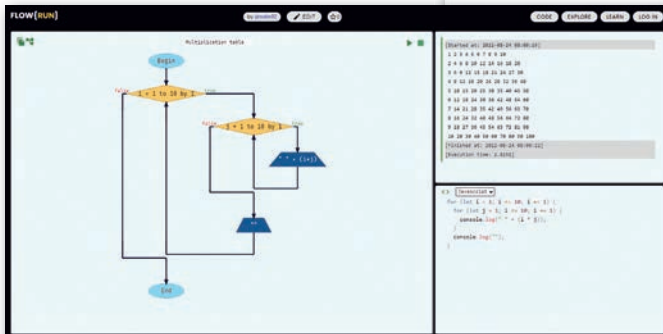 FLOW[RUN]
EDIT
CODE
EXPLORE
LEARN
LOG IN
Multiplication table
Begin
false
i = 1 to 10 by 1
true
false
j = 1 to 10 by 1
true
" " + (i*j)
""
End
1 2 3 4 5 6 7 8 9 10
2 4 6 8 10 12 14 16 18 20
3 6 9 12 15 18 21 24 27 30
4 8 12 16 20 24 28 32 36 40
5 10 15 20 25 30 35 40 45 50
6 12 18 24 30 36 42 48 54 60
7 14 21 28 35 42 49 56 63 70
8 16 24 32 40 48 56 64 72 80
9 18 27 36 45 54 63 72 81 90
10 20 30 40 50 60 70 80 90 100
javascript
for (let i = 1; i <= 10; i += 1) {
for (let j = 1; j <= 10; j += 1) {
console.log(" " + (i * j));
}
console.log("");
}